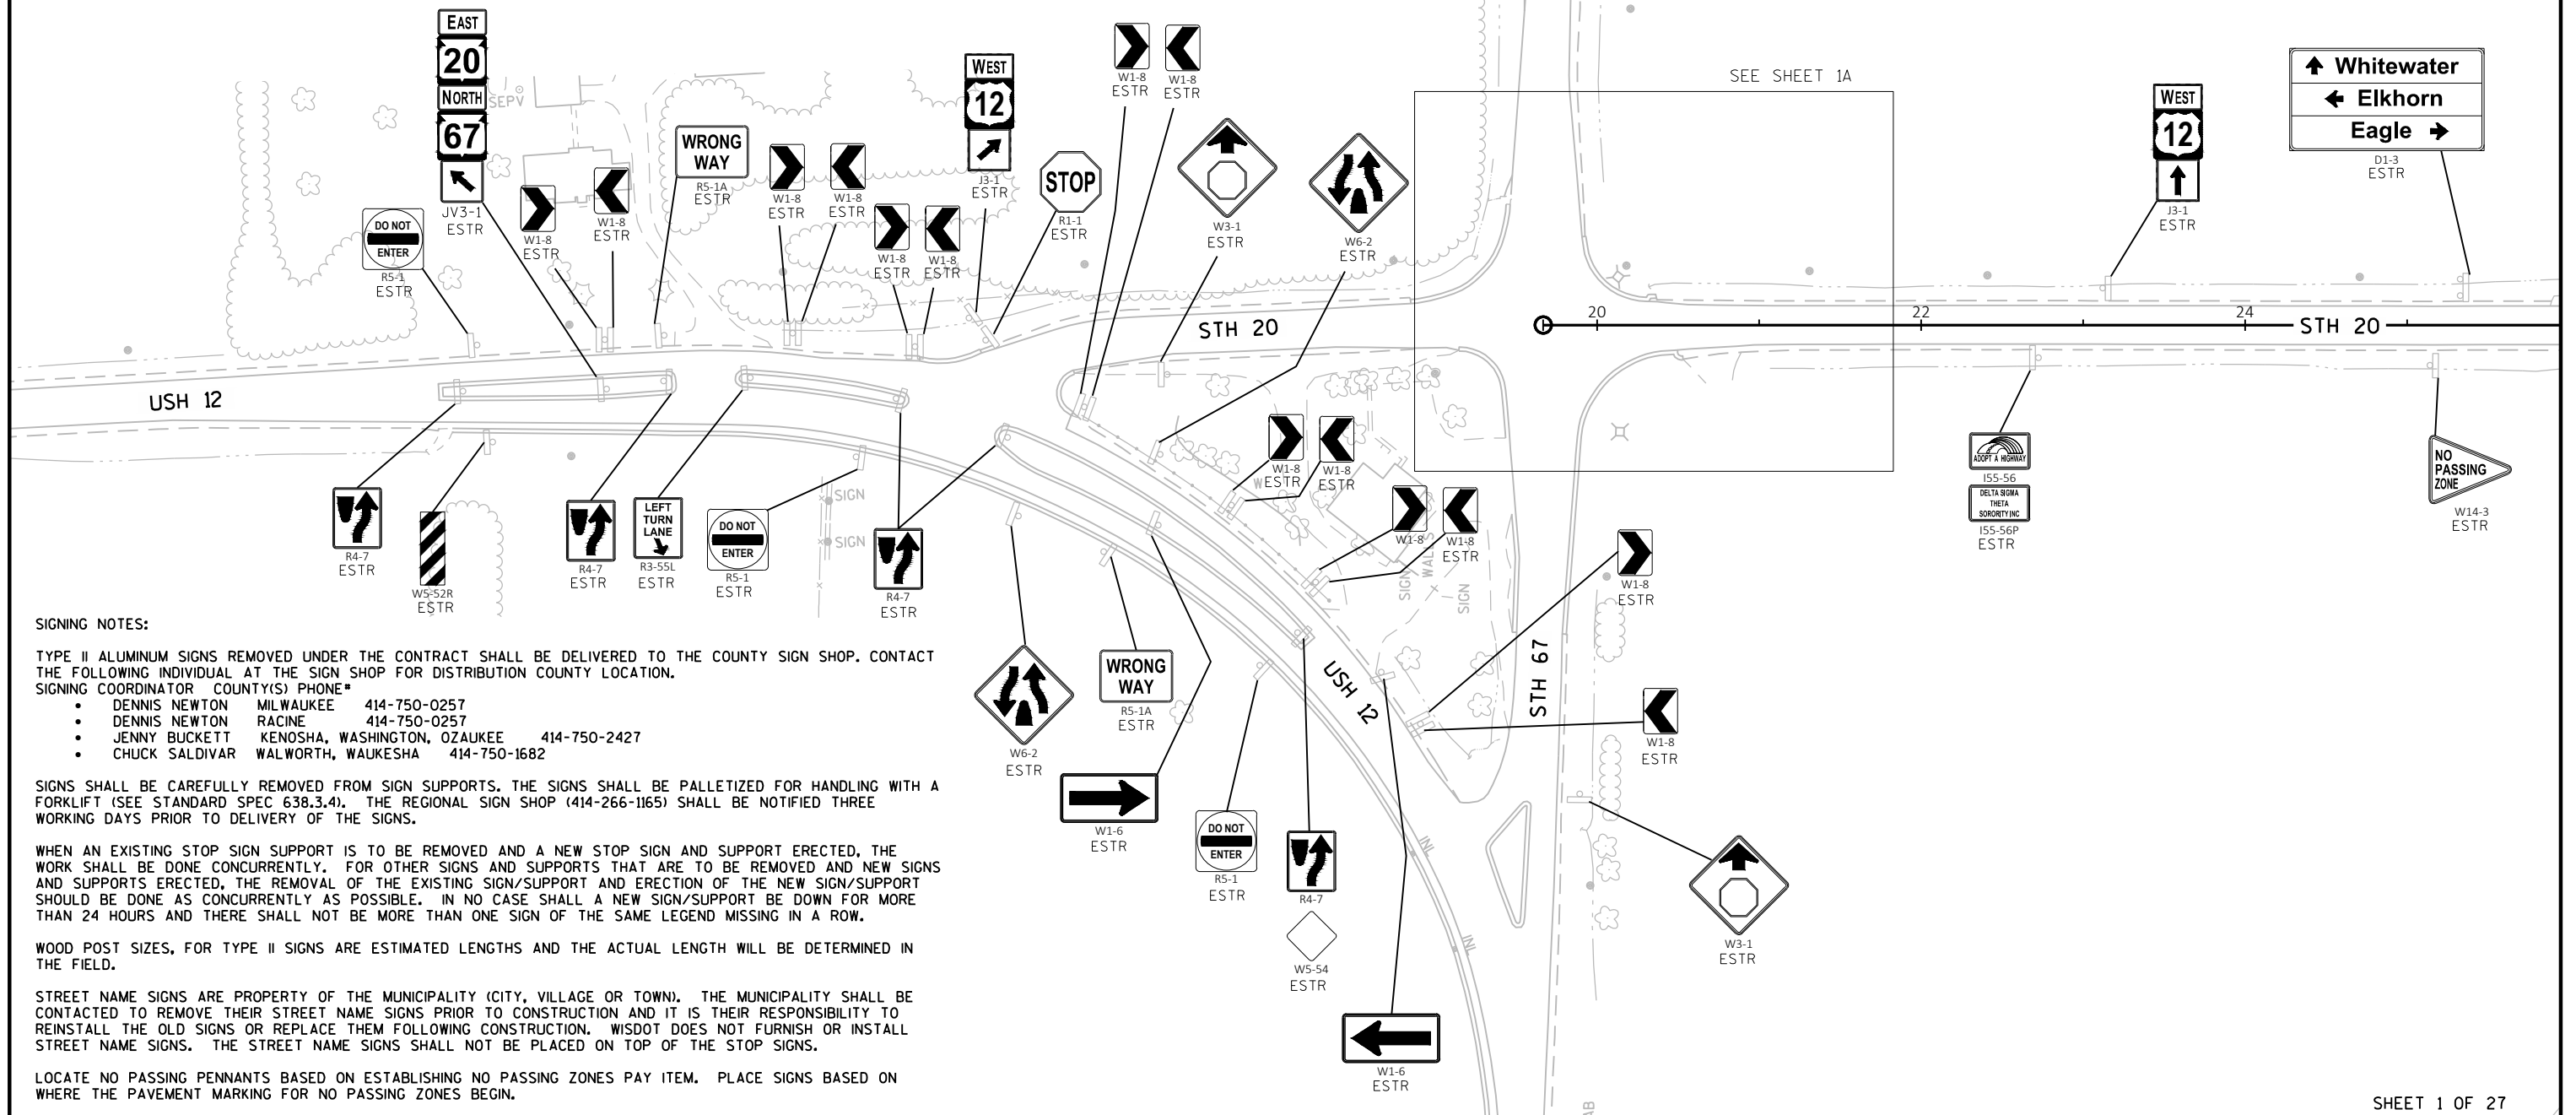 EAST
20
NORTH
67
JV3-1
ESTR
SEPV
DO NOT
ENTER
R5-1
ESTR
W1-8
ESTR
W1-8
ESTR
WRONG
WAY
R5-1A
ESTR
W1-8
ESTR
W1-8
ESTR
W1-8
ESTR
W1-8
ESTR
WEST
12
J3-1
ESTR
STOP
R1-1
ESTR
W1-8
ESTR
W1-8
ESTR
W3-1
ESTR
W6-2
ESTR
SEE SHEET 1A
WEST
12
J3-1
ESTR
Whitewater
Elkhorn
Eagle
D1-3
ESTR
USH 12
STH 20
20
22
24
STH 20
R4-7
ESTR
W5-52R
ESTR
R4-7
ESTR
LEFT
TURN
LANE
R3-55L
ESTR
DO NOT
ENTER
R5-1
ESTR
SIGN
SIGN
R4-7
ESTR
W1-8
ESTR
W1-8
ESTR
W1-8
W1-8
ESTR
SIGN
SIGN
W1-8
ESTR
W1-8
ESTR
ADOPT A HIGHWAY
I55-56
DELTA SIGMA
THETA
SORORITY INC
I55-56P
ESTR
NO
PASSING
ZONE
W14-3
ESTR
W6-2
ESTR
WRONG
WAY
R5-1A
ESTR
W1-6
ESTR
DO NOT
ENTER
R5-1
ESTR
R4-7
W5-54
ESTR
W1-6
ESTR
USH 12
STH 67
INL
INL
W3-1
ESTR
SIGNING NOTES:
TYPE II ALUMINUM SIGNS REMOVED UNDER THE CONTRACT SHALL BE DELIVERED TO THE COUNTY SIGN SHOP. CONTACT
THE FOLLOWING INDIVIDUAL AT THE SIGN SHOP FOR DISTRIBUTION COUNTY LOCATION.
SIGNING COORDINATOR COUNTY(S) PHONE#
• DENNIS NEWTON MILWAUKEE 414-750-0257
• DENNIS NEWTON RACINE 414-750-0257
• JENNY BUCKETT KENOSHA, WASHINGTON, OZAUKEE 414-750-2427
• CHUCK SALDIVAR WALWORTH, WAUKESHA 414-750-1682
SIGNS SHALL BE CAREFULLY REMOVED FROM SIGN SUPPORTS. THE SIGNS SHALL BE PALLETIZED FOR HANDLING WITH A
FORKLIFT (SEE STANDARD SPEC 638.3.4). THE REGIONAL SIGN SHOP (414-266-1165) SHALL BE NOTIFIED THREE
WORKING DAYS PRIOR TO DELIVERY OF THE SIGNS.
WHEN AN EXISTING STOP SIGN SUPPORT IS TO BE REMOVED AND A NEW STOP SIGN AND SUPPORT ERECTED, THE
WORK SHALL BE DONE CONCURRENTLY. FOR OTHER SIGNS AND SUPPORTS THAT ARE TO BE REMOVED AND NEW SIGNS
AND SUPPORTS ERECTED, THE REMOVAL OF THE EXISTING SIGN/SUPPORT AND ERECTION OF THE NEW SIGN/SUPPORT
SHOULD BE DONE AS CONCURRENTLY AS POSSIBLE. IN NO CASE SHALL A NEW SIGN/SUPPORT BE DOWN FOR MORE
THAN 24 HOURS AND THERE SHALL NOT BE MORE THAN ONE SIGN OF THE SAME LEGEND MISSING IN A ROW.
WOOD POST SIZES, FOR TYPE II SIGNS ARE ESTIMATED LENGTHS AND THE ACTUAL LENGTH WILL BE DETERMINED IN
THE FIELD.
STREET NAME SIGNS ARE PROPERTY OF THE MUNICIPALITY (CITY, VILLAGE OR TOWN). THE MUNICIPALITY SHALL BE
CONTACTED TO REMOVE THEIR STREET NAME SIGNS PRIOR TO CONSTRUCTION AND IT IS THEIR RESPONSIBILITY TO
REINSTALL THE OLD SIGNS OR REPLACE THEM FOLLOWING CONSTRUCTION. WISDOT DOES NOT FURNISH OR INSTALL
STREET NAME SIGNS. THE STREET NAME SIGNS SHALL NOT BE PLACED ON TOP OF THE STOP SIGNS.
LOCATE NO PASSING PENNANTS BASED ON ESTABLISHING NO PASSING ZONES PAY ITEM. PLACE SIGNS BASED ON
WHERE THE PAVEMENT MARKING FOR NO PASSING ZONES BEGIN.
SHEET 1 OF 27